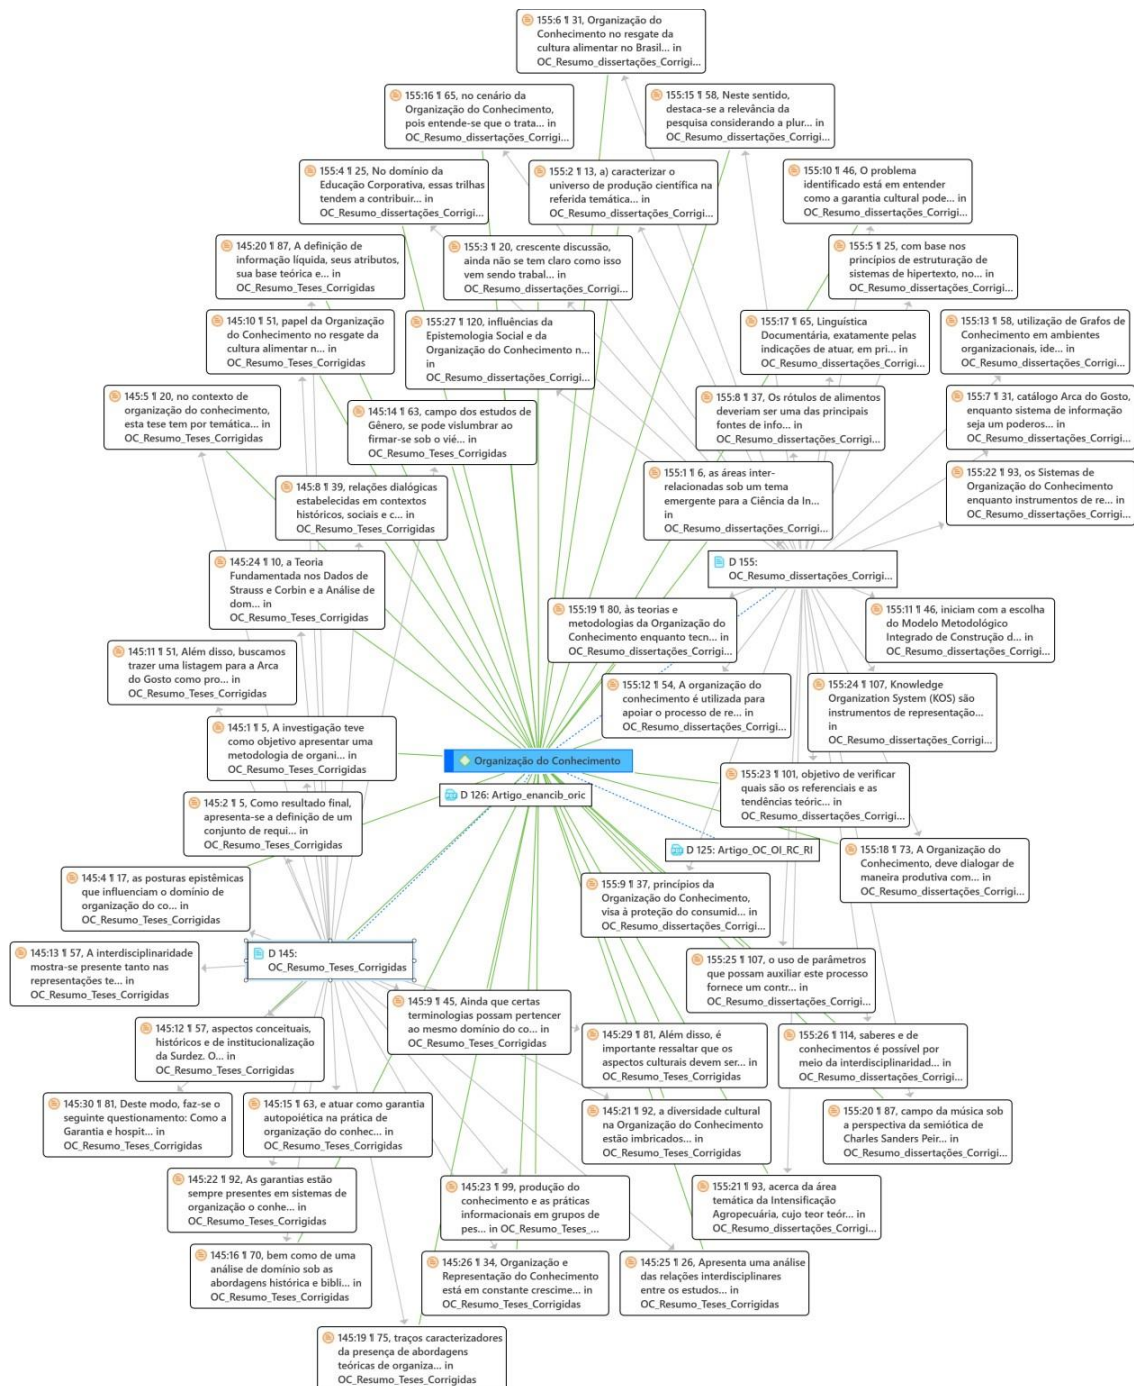 155:6 ¶ 31, Organização do
Conhecimento no resgate da
cultura alimentar no Brasil... in
OC_Resumo_dissertações_Corrigi...
155:16 ¶ 65, no cenário da
Organização do Conhecimento,
pois entende-se que o trata... in
OC_Resumo_dissertações_Corrigi...
155:15 ¶ 58, Neste sentido,
destaca-se a relevância da
pesquisa considerando a plur... in
OC_Resumo_dissertações_Corrigi...
155:4 ¶ 25, No domínio da
Educação Corporativa, essas trilhas
tendem a contribuir... in
OC_Resumo_dissertações_Corrigi...
155:2 ¶ 13, a) caracterizar o
universo de produção científica na
referida temática... in
OC_Resumo_dissertações_Corrigi...
155:10 ¶ 46, O problema
identificado está em entender
como a garantia cultural pode... in
OC_Resumo_dissertações_Corrigi...
145:20 ¶ 87, A definição de
informação líquida, seus atributos,
sua base teórica e... in
OC_Resumo_Teses_Corrigidas
155:3 ¶ 20, crescente discussão,
ainda não se tem claro como isso
vem sendo trabal... in
OC_Resumo_dissertações_Corrigi...
155:5 ¶ 25, com base nos
princípios de estruturação de
sistemas de hipertexto, no... in
OC_Resumo_dissertações_Corrigi...
145:10 ¶ 51, papel da Organização
do Conhecimento no resgate da
cultura alimentar n... in
OC_Resumo_Teses_Corrigidas
155:27 ¶ 120, influências da
Epistemologia Social e da
Organização do Conhecimento n...
in
OC_Resumo_dissertações_Corrigi...
155:17 ¶ 65, Linguística
Documentária, exatamente pelas
indicações de atuar, em pri... in
OC_Resumo_dissertações_Corrigi...
155:13 ¶ 58, utilização de Grafos de
Conhecimento em ambientes
organizacionais, ide... in
OC_Resumo_dissertações_Corrigi...
145:5 ¶ 20, no contexto de
organização do conhecimento,
esta tese tem por temática... in
OC_Resumo_Teses_Corrigidas
145:14 ¶ 63, campo dos estudos de
Gênero, se pode vislumbrar ao
firmar-se sob o vié... in
OC_Resumo_Teses_Corrigidas
155:8 ¶ 37, Os rótulos de alimentos
deveriam ser uma das principais
fontes de info... in
OC_Resumo_dissertações_Corrigi...
155:7 ¶ 31, catálogo Arca do Gosto,
enquanto sistema de informação
seja um poderos... in
OC_Resumo_dissertações_Corrigi...
145:8 ¶ 39, relações dialógicas
estabelecidas em contextos
históricos, sociais e c... in
OC_Resumo_Teses_Corrigidas
155:1 ¶ 6, as áreas inter-
relacionadas sob um tema
emergente para a Ciência da In...
in
OC_Resumo_dissertações_Corrigi...
155:22 ¶ 93, os Sistemas de
Organização do Conhecimento
enquanto instrumentos de re... in
OC_Resumo_dissertações_Corrigi...
145:24 ¶ 10, a Teoria
Fundamentada nos Dados de
Strauss e Corbin e a Análise de
dom... in
OC_Resumo_Teses_Corrigidas
D 155:
OC_Resumo_dissertações_Corrigi...
155:19 ¶ 80, às teorias e
metodologias da Organização do
Conhecimento enquanto tecn... in
OC_Resumo_dissertações_Corrigi...
155:11 ¶ 46, iniciam com a escolha
do Modelo Metodológico
Integrado de Construção d... in
OC_Resumo_dissertações_Corrigi...
145:11 ¶ 51, Além disso, buscamos
trazer uma listagem para a Arca
do Gosto como pro... in
OC_Resumo_Teses_Corrigidas
155:12 ¶ 54, A organização do
conhecimento é utilizada para
apoiar o processo de re... in
OC_Resumo_dissertações_Corrigi...
155:24 ¶ 107, Knowledge
Organization System (KOS) são
instrumentos de representação...
in
OC_Resumo_dissertações_Corrigi...
145:1 ¶ 5, A investigação teve
como objetivo apresentar uma
metodologia de organi... in
OC_Resumo_Teses_Corrigidas
Organização do Conhecimento
D 126: Artigo_enancib_oric
155:23 ¶ 101, objetivo de verificar
quais são os referenciais e as
tendências teóric... in
OC_Resumo_dissertações_Corrigi...
145:2 ¶ 5, Como resultado final,
apresenta-se a definição de um
conjunto de requi... in
OC_Resumo_Teses_Corrigidas
D 125: Artigo_OC_OI_RC_RI
155:18 ¶ 73, A Organização do
Conhecimento, deve dialogar de
maneira produtiva com... in
OC_Resumo_dissertações_Corrigi...
145:4 ¶ 17, as posturas epistêmicas
que influenciam o domínio de
organização do co... in
OC_Resumo_Teses_Corrigidas
155:9 ¶ 37, princípios da
Organização do Conhecimento,
visa à proteção do consumid... in
OC_Resumo_dissertações_Corrigi...
145:13 ¶ 57, A interdisciplinaridade
mostra-se presente tanto nas
representações te... in
OC_Resumo_Teses_Corrigidas
D 145:
OC_Resumo_Teses_Corrigidas
155:25 ¶ 107, o uso de parâmetros
que possam auxiliar este processo
fornece um contr... in
OC_Resumo_dissertações_Corrigi...
145:9 ¶ 45, Ainda que certas
terminologias possam pertencer
ao mesmo domínio do co... in
OC_Resumo_Teses_Corrigidas
145:12 ¶ 57, aspectos conceituais,
históricos e de institucionalização
da Surdez. O... in
OC_Resumo_Teses_Corrigidas
145:29 ¶ 81, Além disso, é
importante ressaltar que os
aspectos culturais devem ser... in
OC_Resumo_Teses_Corrigidas
155:26 ¶ 114, saberes e de
conhecimentos é possível por
meio da interdisciplinaridad... in
OC_Resumo_dissertações_Corrigi...
145:30 ¶ 81, Deste modo, faz-se o
seguinte questionamento: Como a
Garantia e hospit... in
OC_Resumo_Teses_Corrigidas
145:15 ¶ 63, e atuar como garantia
autopoiética na prática de
organização do conhec... in
OC_Resumo_Teses_Corrigidas
145:21 ¶ 92, a diversidade cultural
na Organização do Conhecimento
estão imbricados... in
OC_Resumo_Teses_Corrigidas
155:20 ¶ 87, campo da música sob
a perspectiva da semiótica de
Charles Sanders Peir... in
OC_Resumo_dissertações_Corrigi...
145:22 ¶ 92, As garantias estão
sempre presentes em sistemas de
organização o conhe... in
OC_Resumo_Teses_Corrigidas
145:23 ¶ 99, produção do
conhecimento e as práticas
informacionais em grupos de
pes... in OC_Resumo_Teses_...
155:21 ¶ 93, acerca da área
temática da Intensificação
Agropecuária, cujo teor teór... in
OC_Resumo_dissertações_Corrigi...
145:16 ¶ 70, bem como de uma
análise de domínio sob as
abordagens histórica e bibli... in
OC_Resumo_Teses_Corrigidas
145:26 ¶ 34, Organização e
Representação do Conhecimento
está em constante crescime... in
OC_Resumo_Teses_Corrigidas
145:25 ¶ 26, Apresenta uma análise
das relações interdisciplinares
entre os estudos... in
OC_Resumo_Teses_Corrigidas
145:19 ¶ 75, traços caracterizadores
da presença de abordagens
teóricas de organiza... in
OC_Resumo_Teses_Corrigidas